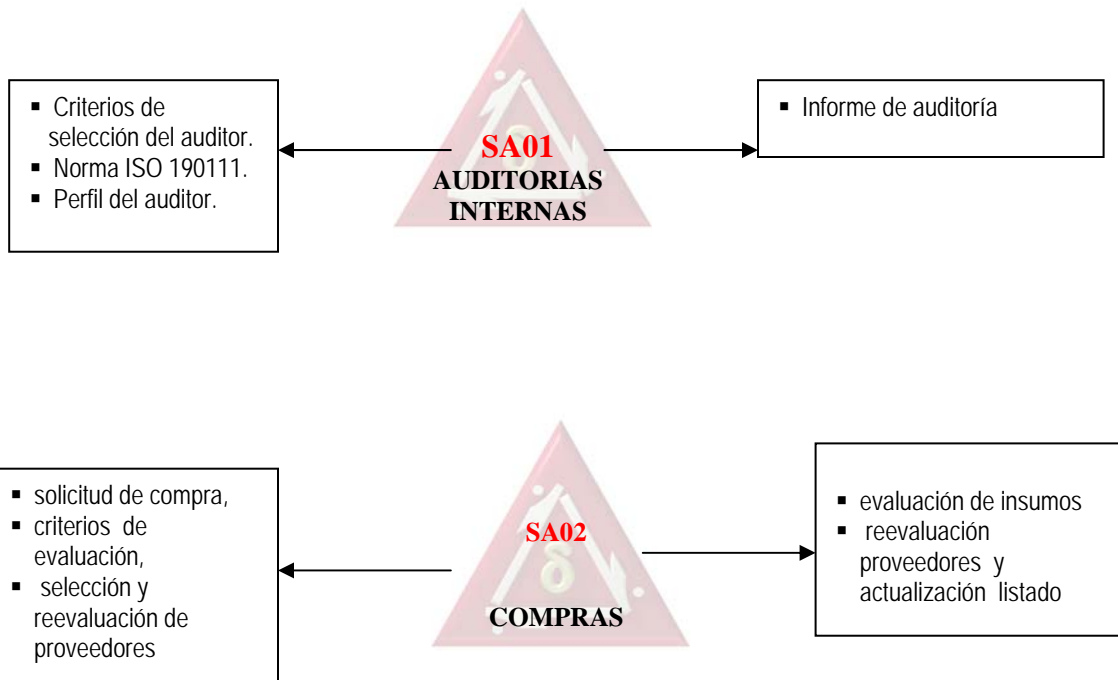 ▪ Criterios de
selección del auditor.
▪ Norma ISO 190111.
▪ Perfil del auditor.
SA01
AUDITORIAS
INTERNAS
▪ Informe de auditoría
▪ solicitud de compra,
▪ criterios de
evaluación,
▪ selección y
reevaluación de
proveedores
SA02
δ
COMPRAS
▪ evaluación de insumos
▪ reevaluación
proveedores y
actualización listado